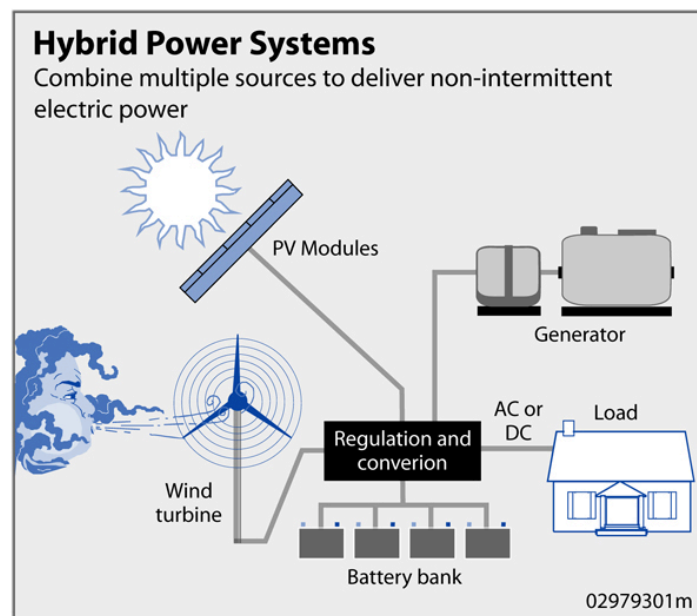 Hybrid Power Systems
Combine multiple sources to deliver non-intermittent
electric power
PV Modules
Generator
AC or
DC
Load
Regulation and
converion
Wind
turbine
Battery bank
02979301m